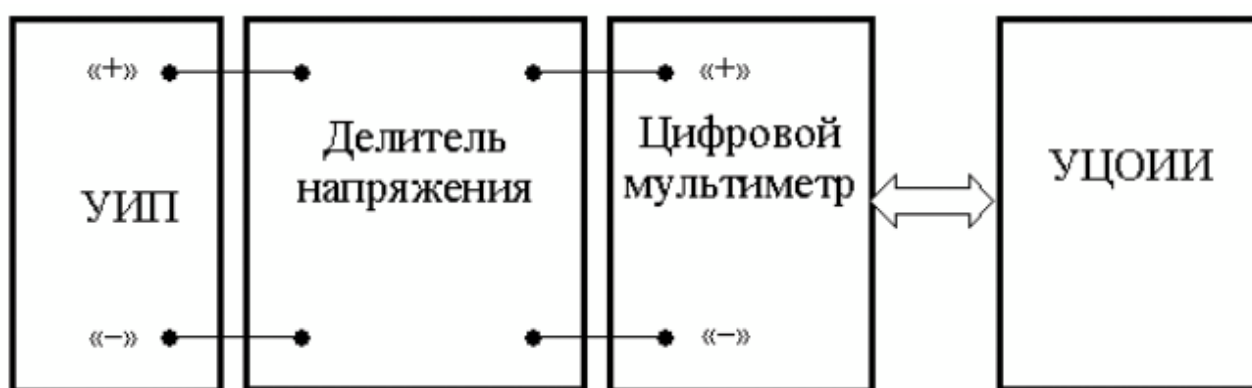 «+»
УИП
«−»
Делитель
напряжения
«+»
Цифровой
мультиметр
«−»
УЦОИИ